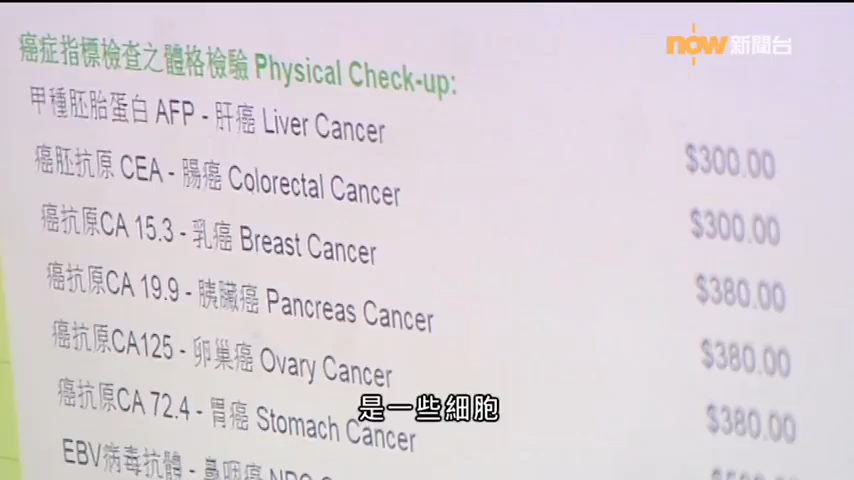 now 新聞台
癌症指標檢查之體格檢驗 Physical Check-up:
甲種胚胎蛋白 AFP - 肝癌 Liver Cancer $300.00
癌胚抗原 CEA - 腸癌 Colorectal Cancer $300.00
癌抗原CA 15.3 - 乳癌 Breast Cancer $380.00
癌抗原CA 19.9 - 胰臟癌 Pancreas Cancer $380.00
癌抗原CA125 - 卵巢癌 Ovary Cancer $380.00
癌抗原CA 72.4 - 胃癌 Stomach Cancer
EBV病毒抗體 - 鼻咽癌 NPC
是一些細胞